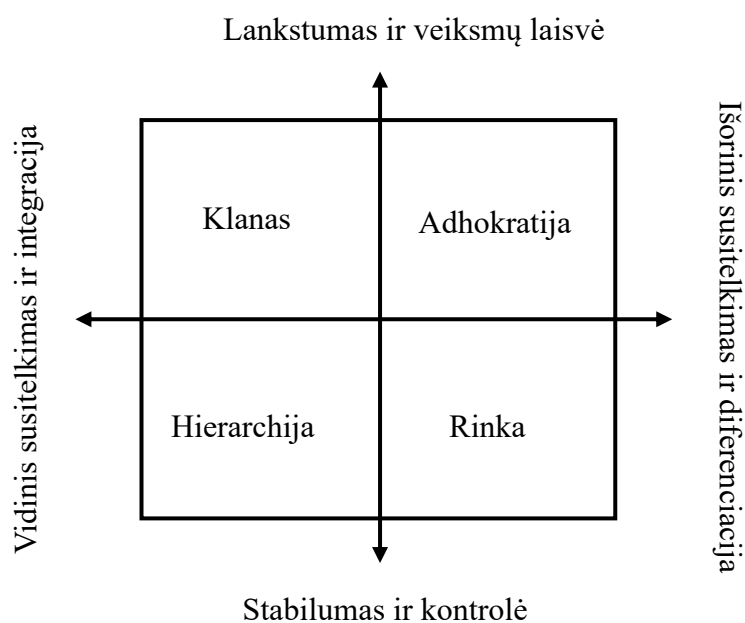 Lankstumas ir veiksmų laisvė
Vidinis susitelkimas ir integracija
Išorinis susitelkimas ir diferenciacija
Klanas
Adhokratija
Hierarchija
Rinka
Stabilumas ir kontrolė